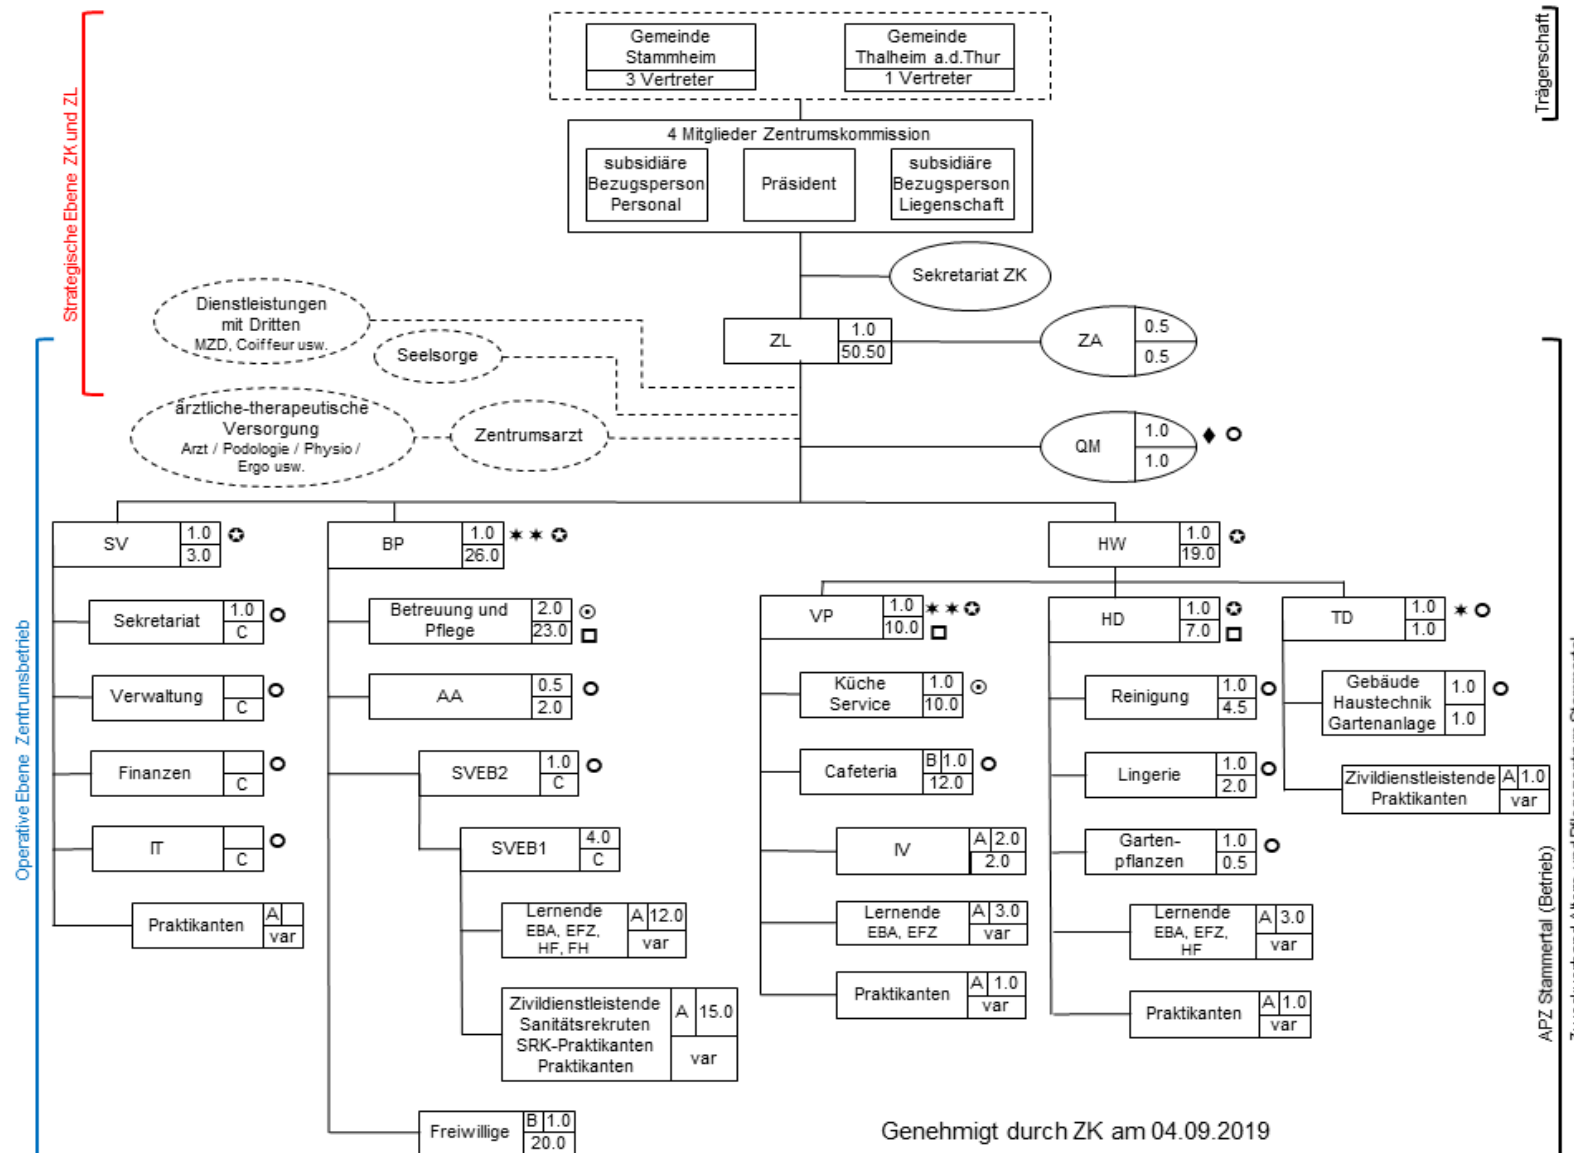 Gemeinde
Stammheim
3 Vertreter
Gemeinde
Thalheim a.d.Thur
1 Vertreter
Trägerschaft
Strategische Ebene ZK und ZL
4 Mitglieder Zentrumskommission
subsidiäre
Bezugsperson
Personal
Präsident
subsidiäre
Bezugsperson
Liegenschaft
Sekretariat ZK
Dienstleistungen
mit Dritten
MZD, Coiffeur usw.
Seelsorge
ZL
1.0
50.50
ZA
0.5
0.5
ärztliche-therapeutische
Versorgung
Arzt / Podologie / Physio /
Ergo usw.
Zentrumsarzt
QM
1.0
1.0
Operative Ebene Zentrumsbetrieb
SV
1.0
3.0
Sekretariat
1.0
C
Verwaltung
C
Finanzen
C
IT
C
Praktikanten
A
var
BP
1.0
26.0
Betreuung und
Pflege
2.0
23.0
AA
0.5
2.0
SVEB2
1.0
C
SVEB1
4.0
C
Lernende
EBA, EFZ,
HF, FH
A 12.0
var
Zivildienstleistende
Sanitätsrekruten
SRK-Praktikanten
Praktikanten
A 15.0
var
Freiwillige
B 1.0
20.0
HW
1.0
19.0
VP
1.0
10.0
Küche
Service
1.0
10.0
Cafeteria
B 1.0
12.0
IV
A 2.0
2.0
Lernende
EBA, EFZ
A 3.0
var
Praktikanten
A 1.0
var
HD
1.0
7.0
Reinigung
1.0
4.5
Lingerie
1.0
2.0
Garten-
pflanzen
1.0
0.5
Lernende
EBA, EFZ,
HF
A 3.0
var
Praktikanten
A 1.0
var
TD
1.0
1.0
Gebäude
Haustechnik
Gartenanlage
1.0
1.0
Zivildienstleistende
Praktikanten
A 1.0
var
APZ Stammertal (Betrieb)
Genehmigt durch ZK am 04.09.2019